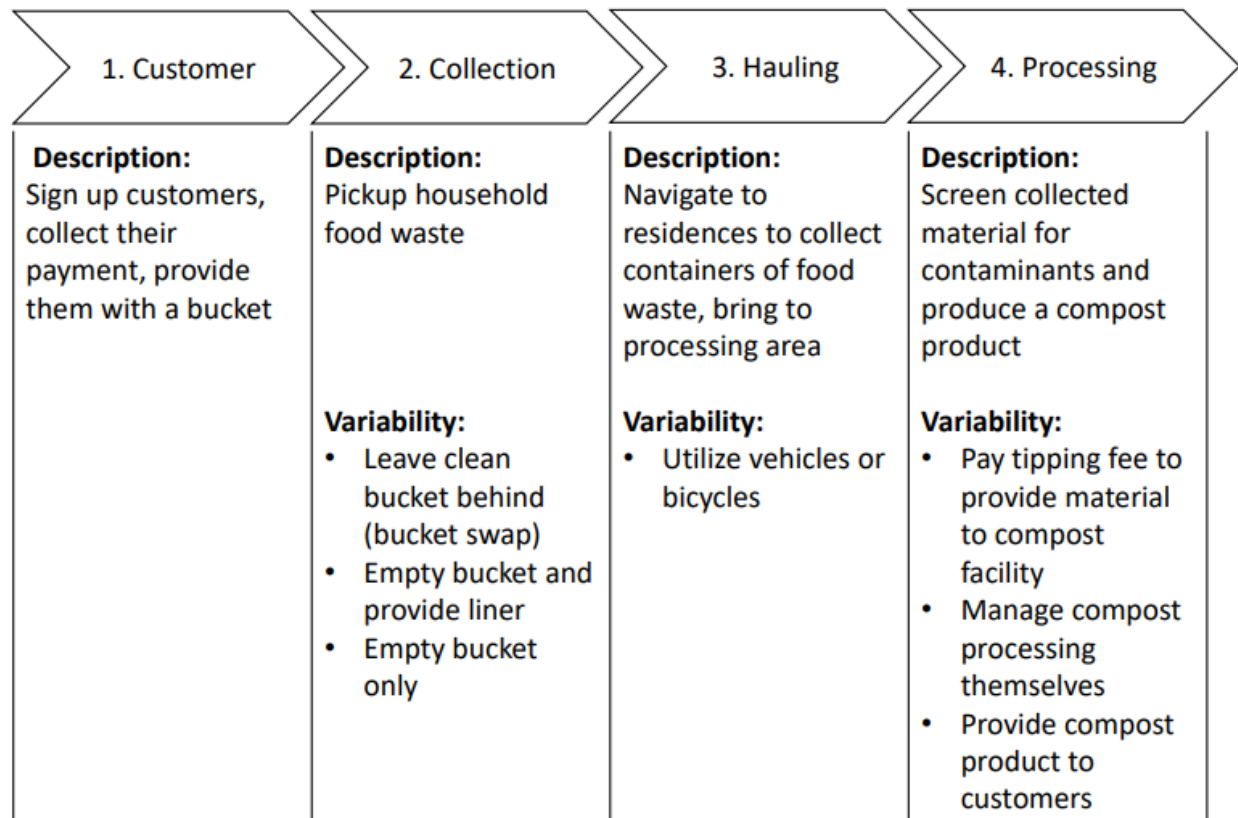 1. Customer
2. Collection
3. Hauling
4. Processing
Description:
Sign up customers,
collect their
payment, provide
them with a bucket
Description:
Pickup household
food waste
Variability:
• Leave clean
bucket behind
(bucket swap)
• Empty bucket and
provide liner
• Empty bucket
only
Description:
Navigate to
residences to collect
containers of food
waste, bring to
processing area
Variability:
• Utilize vehicles or
bicycles
Description:
Screen collected
material for
contaminants and
produce a compost
product
Variability:
• Pay tipping fee to
provide material
to compost
facility
• Manage compost
processing
themselves
• Provide compost
product to
customers